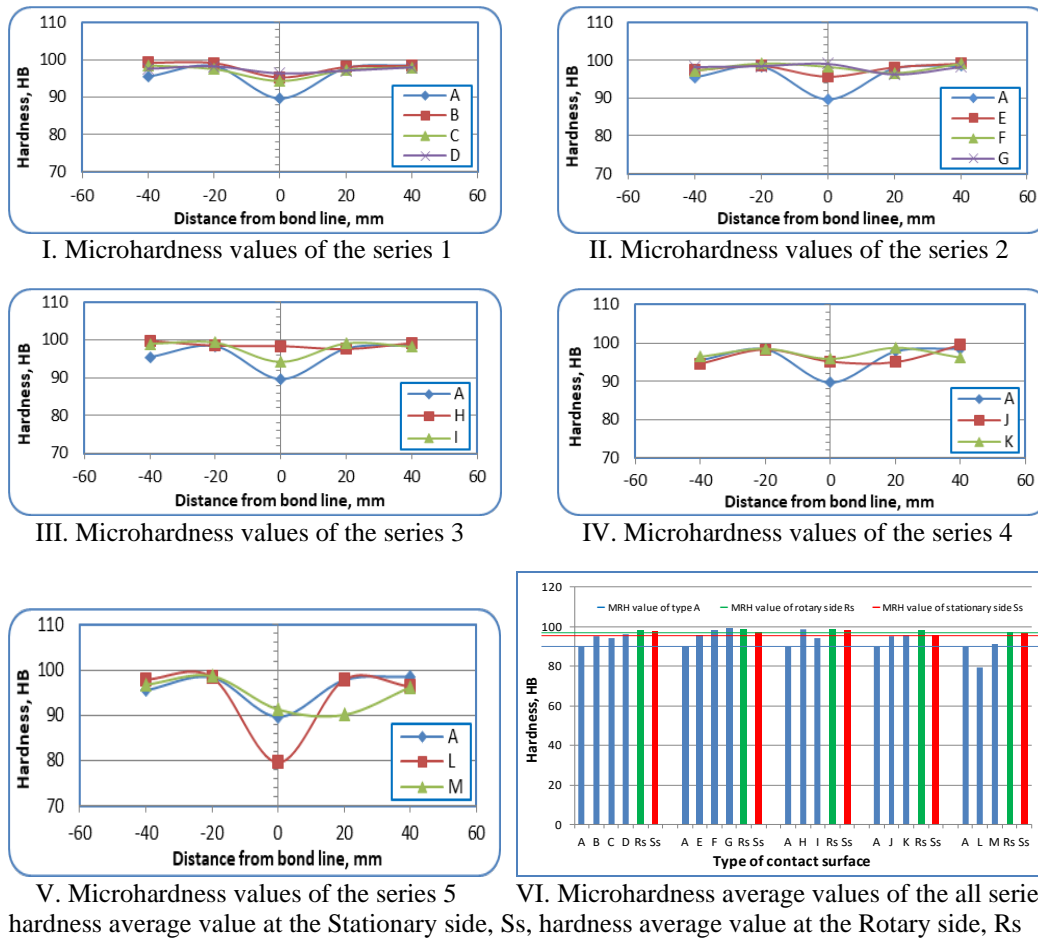 110
100
90
80
70
Hardness, HB
-60 -40 -20 0 20 40 60
Distance from bond line, mm
A
B
C
D
I. Microhardness values of the series 1
110
100
90
80
70
Hardness, HB
-60 -40 -20 0 20 40 60
Distance from bond linee, mm
A
E
F
G
II. Microhardness values of the series 2
110
100
90
80
70
Hardness, HB
-60 -40 -20 0 20 40 60
Distance from bond line, mm
A
H
I
III. Microhardness values of the series 3
110
100
90
80
70
Hardness, HB
-60 -40 -20 0 20 40 60
Distance from bond line, mm
A
J
K
IV. Microhardness values of the series 4
110
100
90
80
70
Hardness, HB
-60 -40 -20 0 20 40 60
Distance from bond line, mm
A
L
M
V. Microhardness values of the series 5
120
100
80
60
40
20
0
Hardness, HB
MRH value of type A MRH value of rotary side Rs MRH value of stationary side Ss
A B C D Rs Ss A E F G Rs Ss A H I Rs Ss A J K Rs Ss A L M Rs Ss
Type of contact surface
VI. Microhardness average values of the all serie
hardness average value at the Stationary side, Ss, hardness average value at the Rotary side, Rs